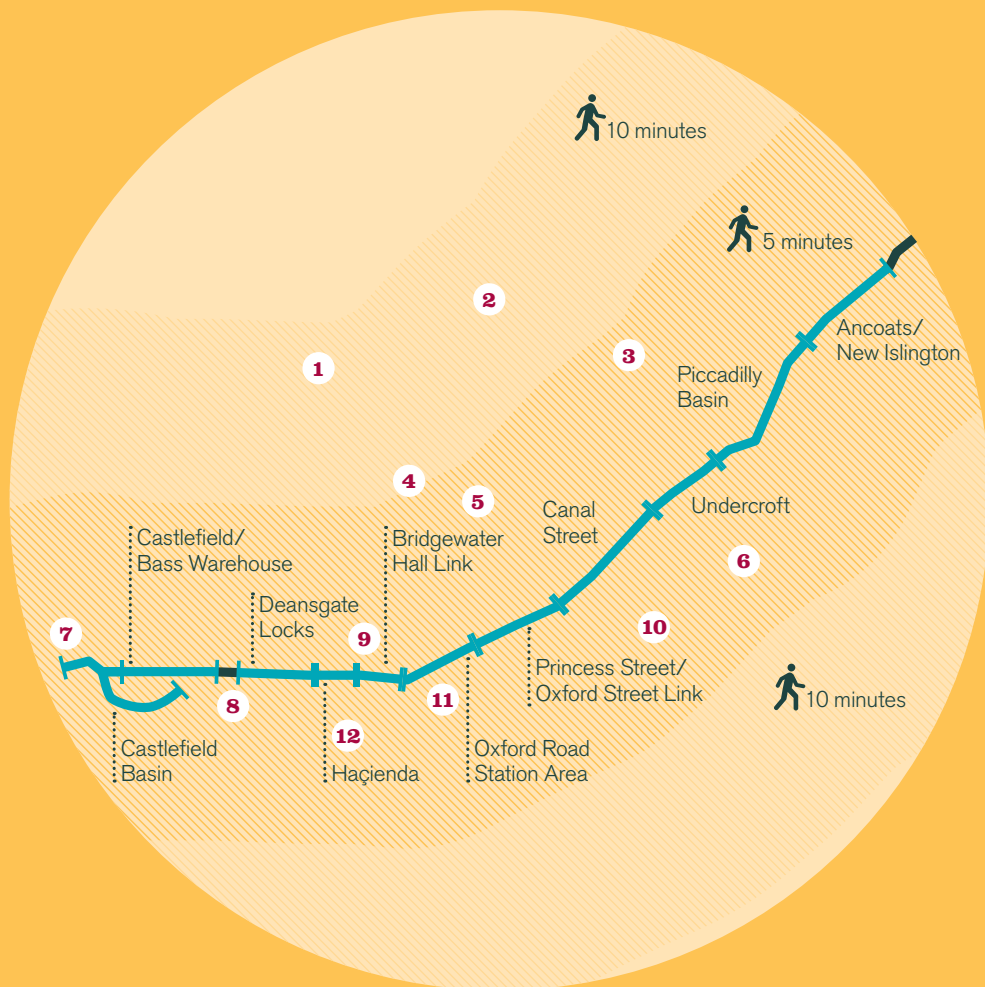 10 minutes
5 minutes
2
Ancoats/
New Islington
3
1
Piccadilly
Basin
4
5
Canal
Street
Undercroft
Castlefield/
Bass Warehouse
Bridgewater
Hall Link
6
Deansgate
Locks
7
9
10
Princess Street/
Oxford Street Link
8
11
10 minutes
12
Castlefield
Basin
Haçienda
Oxford Road
Station Area